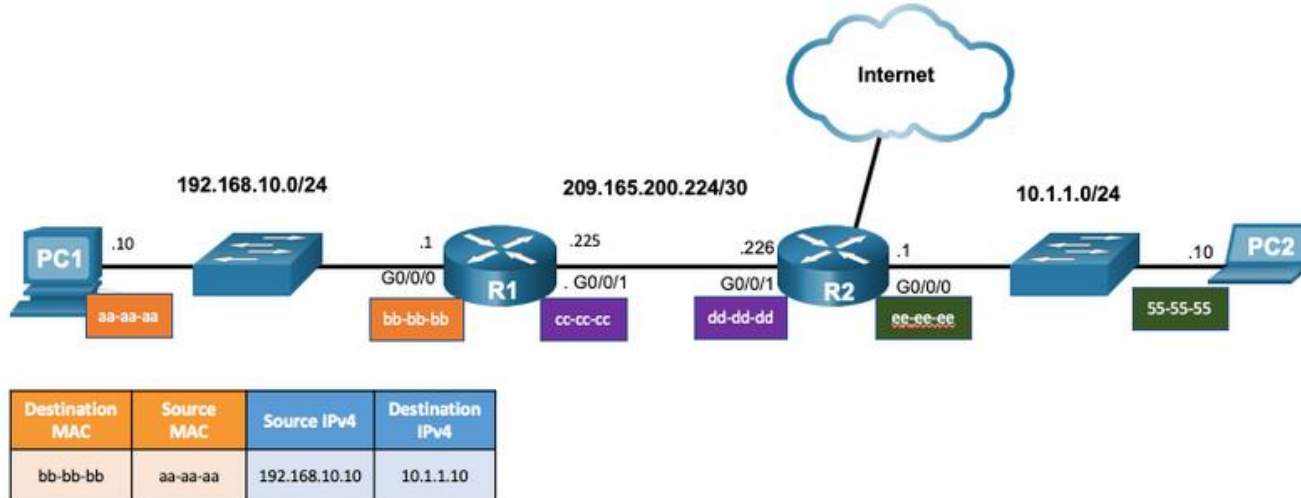 Internet
192.168.10.0/24
209.165.200.224/30
10.1.1.0/24
PC1
.10
.1
G0/0/0
R1
.225
. G0/0/1
.226
G0/0/1
R2
.1
G0/0/0
.10
PC2
aa-aa-aa
bb-bb-bb
cc-cc-cc
dd-dd-dd
ee-ee-ee
55-55-55
Destination MAC
Source MAC
Source IPv4
Destination IPv4
bb-bb-bb
aa-aa-aa
192.168.10.10
10.1.1.10